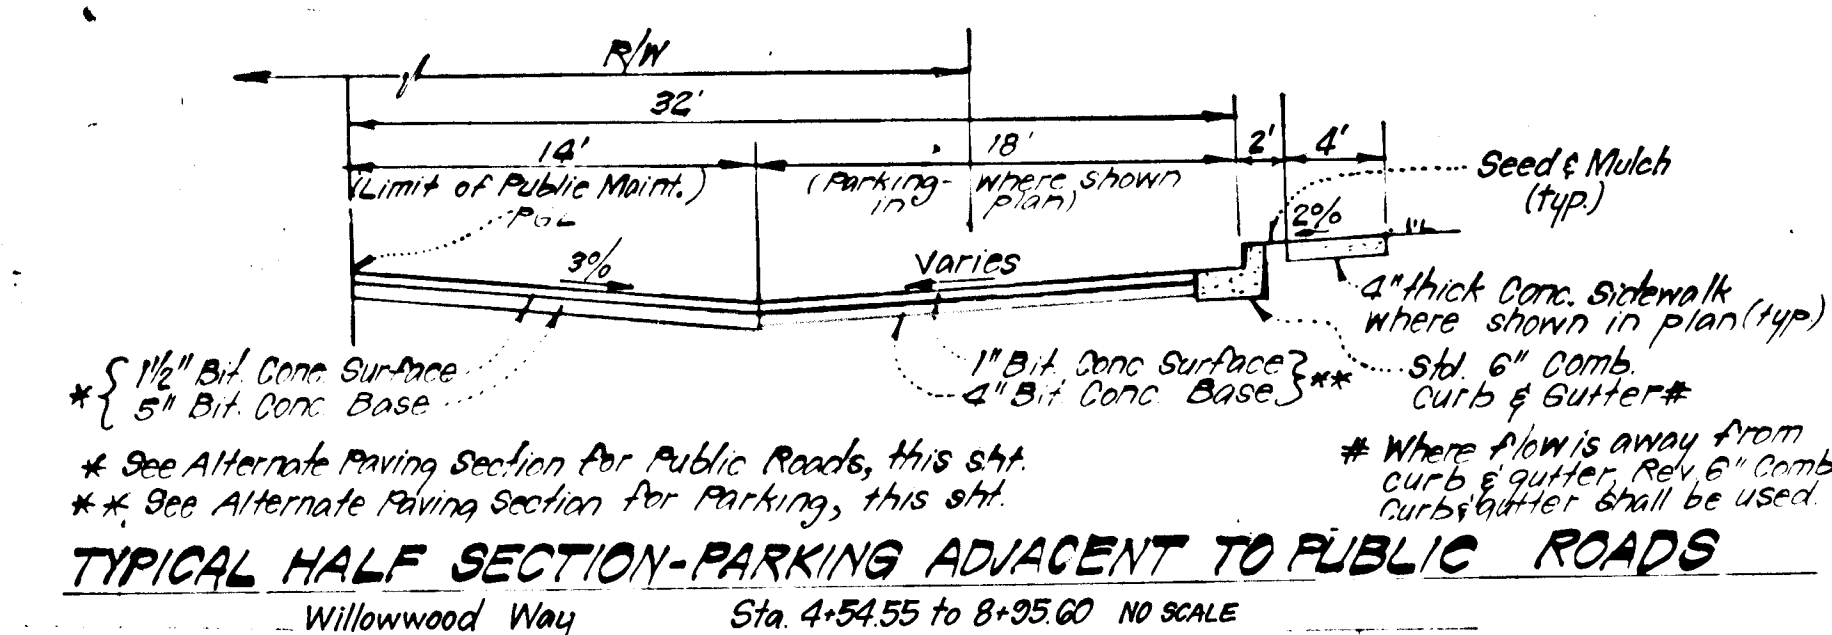 R/W
32'
14'
18'
2'
4'
(Limit of Public Maint.)
(Parking- where shown
in plan)
Seed & Mulch
(typ.)
PGL
2%
3%
varies
4" thick Conc. Sidewalk
where shown in plan (typ)
* { 1 1/2" Bit. Conc. Surface
5" Bit. Conc. Base
1" Bit. Conc Surface } **
4" Bit Conc. Base
Std. 6" Comb.
Curb & Gutter #
* See Alternate Paving Section for Public Roads, this sht.
** See Alternate Paving Section for Parking, this sht.
# Where flow is away from
curb & gutter, Rev. 6" Comb
Curb & gutter shall be used.
TYPICAL HALF SECTION-PARKING ADJACENT TO PUBLIC ROADS
Willowwood Way Sta. 4+54.55 to 8+95.60 NO SCALE